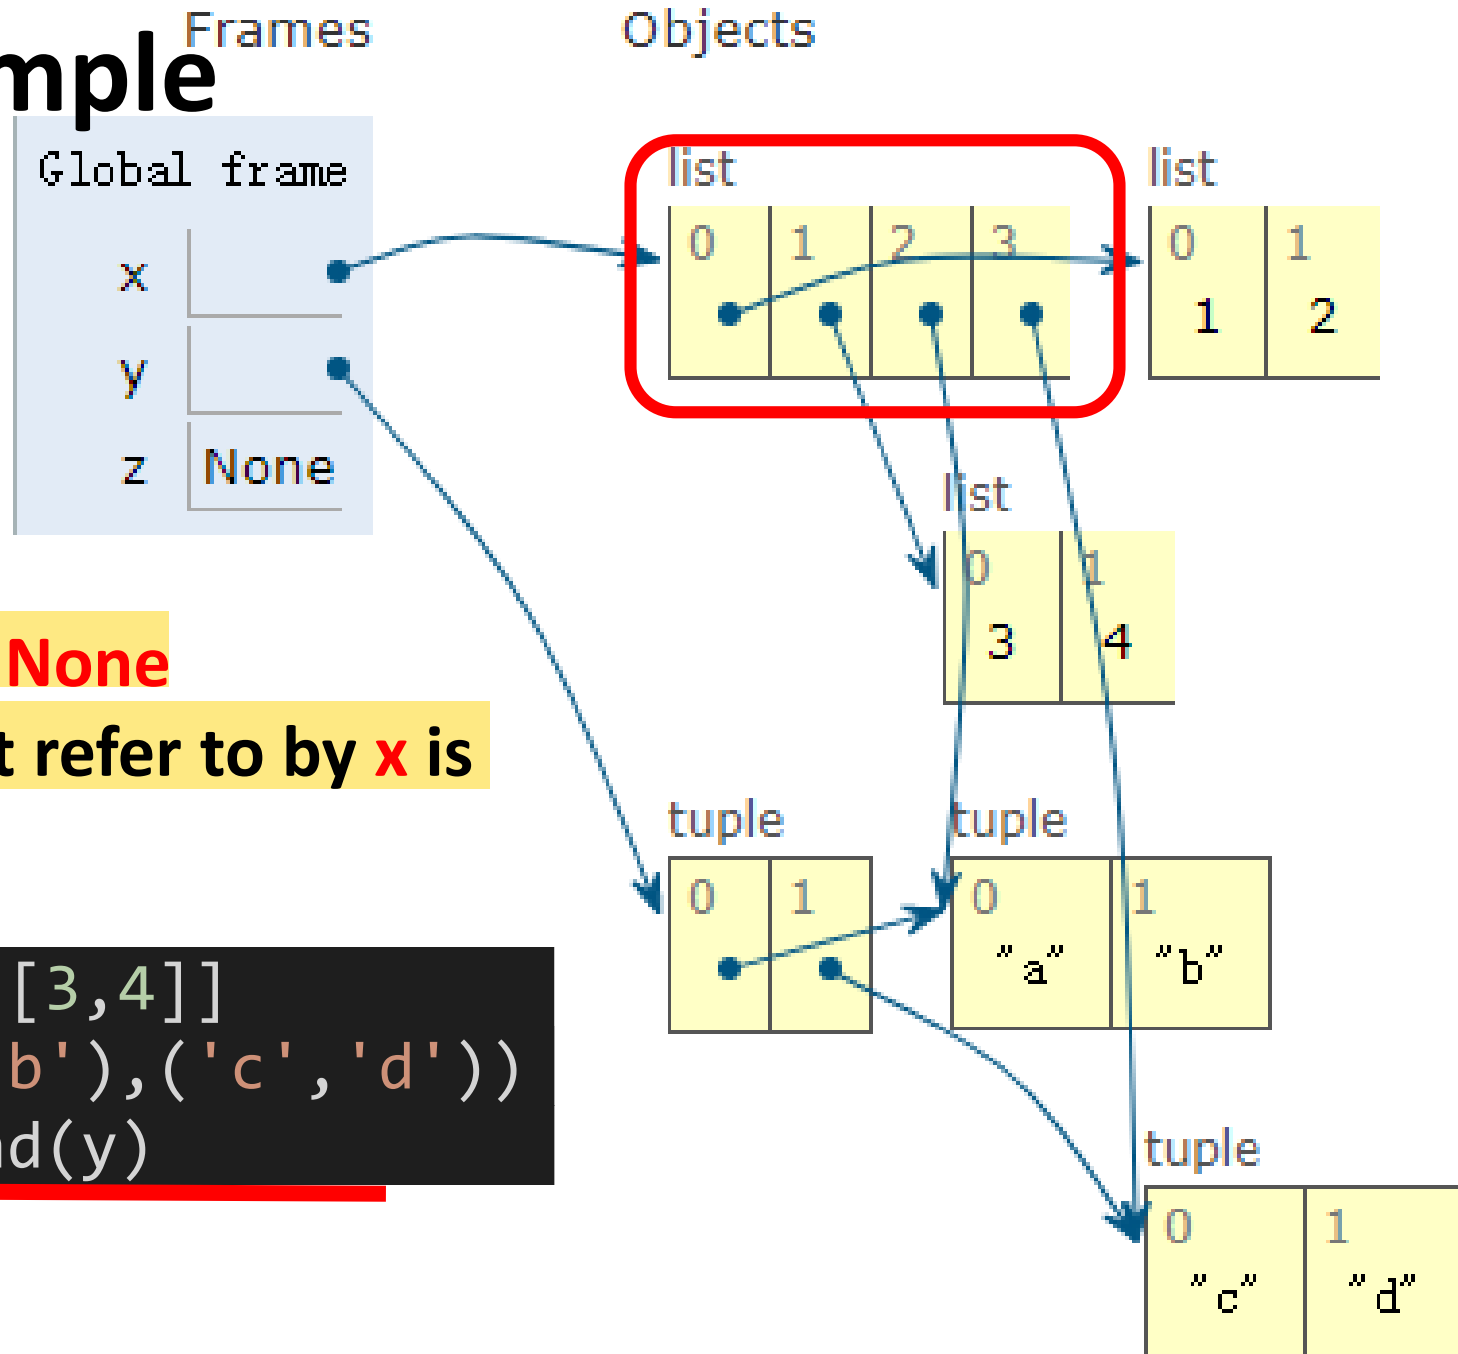 Frames Objects
mple
Global frame
x
y
z None
list
0 1 2 3
list
0 1
1 2
list
0 1
3 4
None
t refer to by x is
tuple
0 1
tuple
0 1
"a" "b"
[3,4]]
b'),('c','d'))
nd(y)
tuple
0 1
"c" "d"